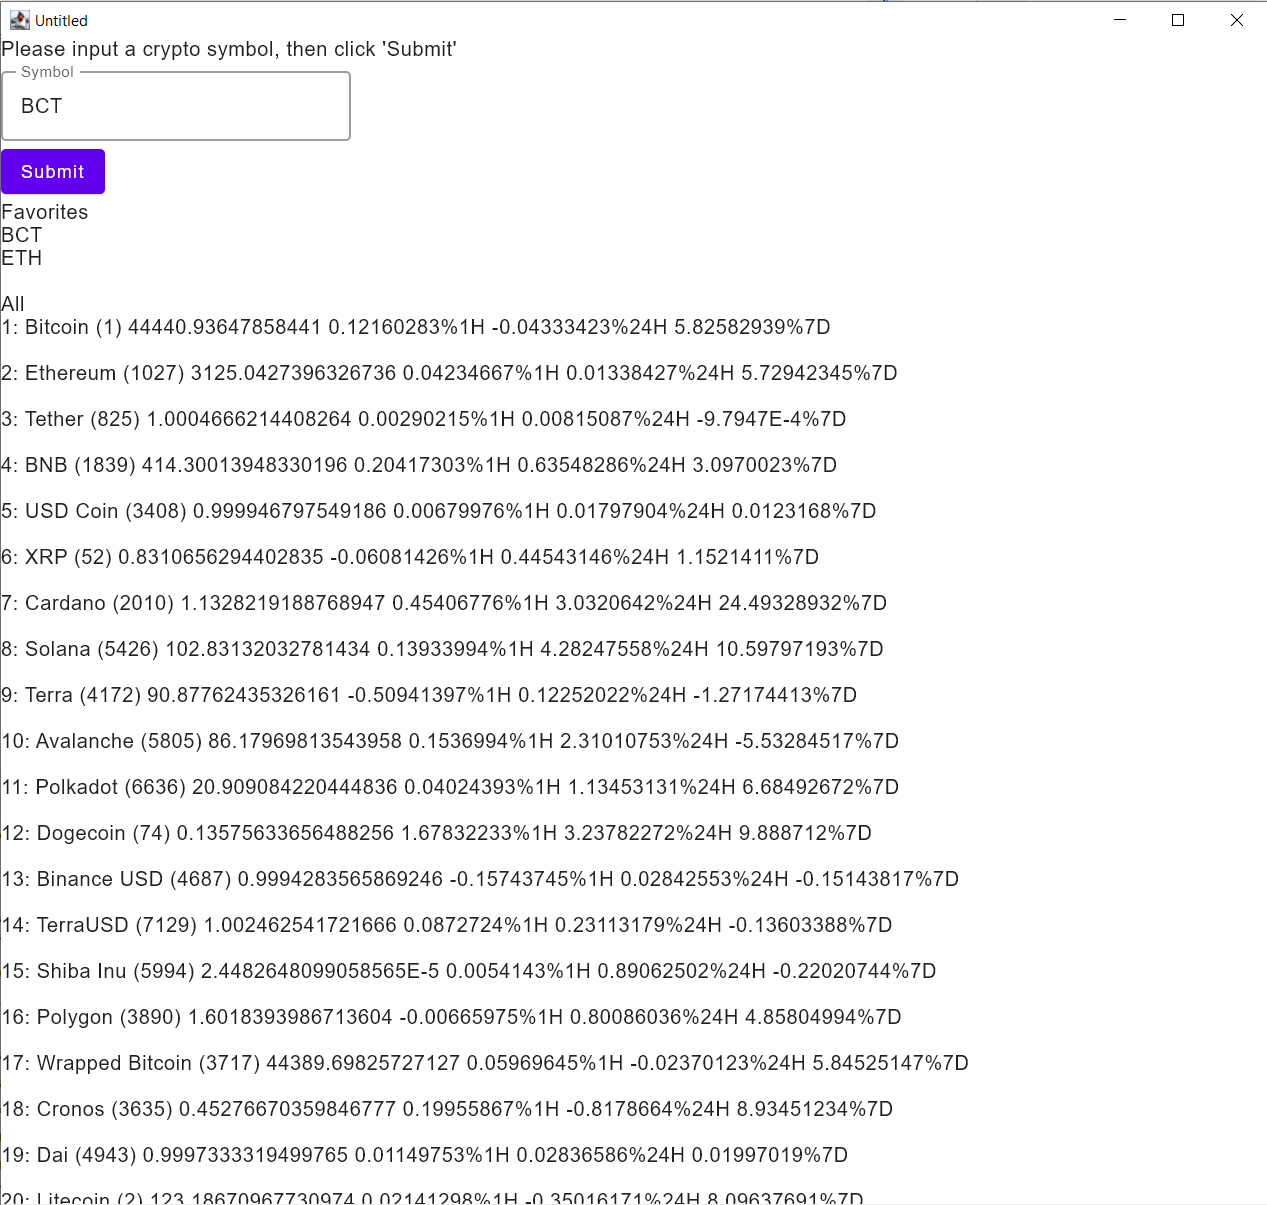 Untitled
Please input a crypto symbol, then click 'Submit'
Symbol
BCT
Submit
Favorites
BCT
ETH
All
1: Bitcoin (1) 44440.93647858441 0.12160283%1H -0.04333423%24H 5.82582939%7D
2: Ethereum (1027) 3125.0427396326736 0.04234667%1H 0.01338427%24H 5.72942345%7D
3: Tether (825) 1.0004666214408264 0.00290215%1H 0.00815087%24H -9.7947E-4%7D
4: BNB (1839) 414.30013948330196 0.20417303%1H 0.63548286%24H 3.0970023%7D
5: USD Coin (3408) 0.999946797549186 0.00679976%1H 0.01797904%24H 0.0123168%7D
6: XRP (52) 0.8310656294402835 -0.06081426%1H 0.44543146%24H 1.1521411%7D
7: Cardano (2010) 1.1328219188768947 0.45406776%1H 3.0320642%24H 24.49328932%7D
8: Solana (5426) 102.83132032781434 0.13933994%1H 4.28247558%24H 10.59797193%7D
9: Terra (4172) 90.87762435326161 -0.50941397%1H 0.12252022%24H -1.27174413%7D
10: Avalanche (5805) 86.17969813543958 0.1536994%1H 2.31010753%24H -5.53284517%7D
11: Polkadot (6636) 20.909084220444836 0.04024393%1H 1.13453131%24H 6.68492672%7D
12: Dogecoin (74) 0.13575633656488256 1.67832233%1H 3.23782272%24H 9.888712%7D
13: Binance USD (4687) 0.9994283565869246 -0.15743745%1H 0.02842553%24H -0.15143817%7D
14: TerraUSD (7129) 1.002462541721666 0.0872724%1H 0.23113179%24H -0.13603388%7D
15: Shiba Inu (5994) 2.4482648099058565E-5 0.0054143%1H 0.89062502%24H -0.22020744%7D
16: Polygon (3890) 1.6018393986713604 -0.00665975%1H 0.80086036%24H 4.85804994%7D
17: Wrapped Bitcoin (3717) 44389.69825727127 0.05969645%1H -0.02370123%24H 5.84525147%7D
18: Cronos (3635) 0.45276670359846777 0.19955867%1H -0.8178664%24H 8.93451234%7D
19: Dai (4943) 0.9997333319499765 0.01149753%1H 0.02836586%24H 0.01997019%7D
20: Litecoin (2) 123.18670967730974 0.02141298%1H -0.35016171%24H 8.09637691%7D